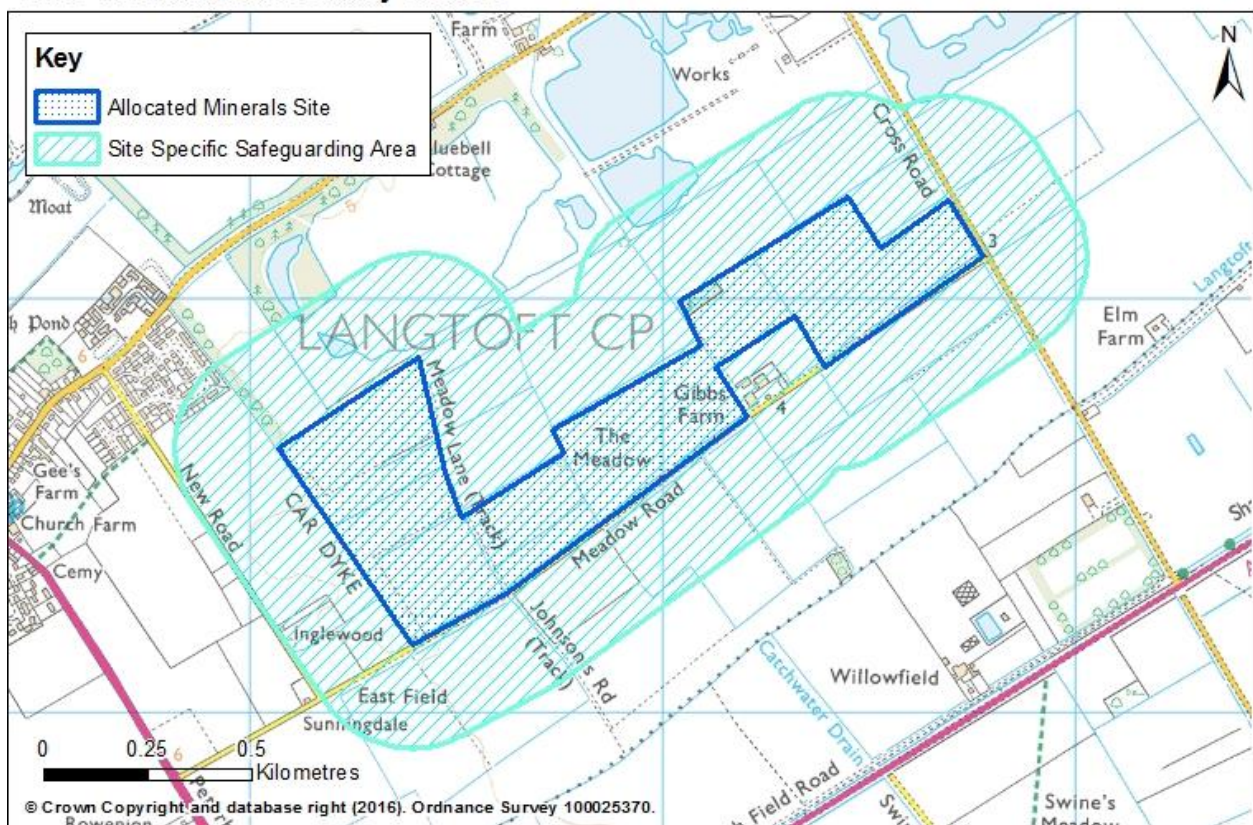 Key
Allocated Minerals Site
Site Specific Safeguarding Area
Farm
Works
N
Cottage
Moat
6
Cross Road
3
Pond
6
LANGTOFT CP
Elm
Farm
Meadow Lane (Track)
Gibbs
Farm
4
The
Meadow
Gee's
Farm
Church Farm
Cemy
New Road
CAR DYKE
Meadow Road
Inglewood
Johnson's Rd
(Track)
East Field
Sunningdale
Catchwater Drain
Willowfield
0 0.25 0.5
Kilometres
6
Field Road
Swine's
Meadow
© Crown Copyright and database right (2016). Ordnance Survey 100025370.